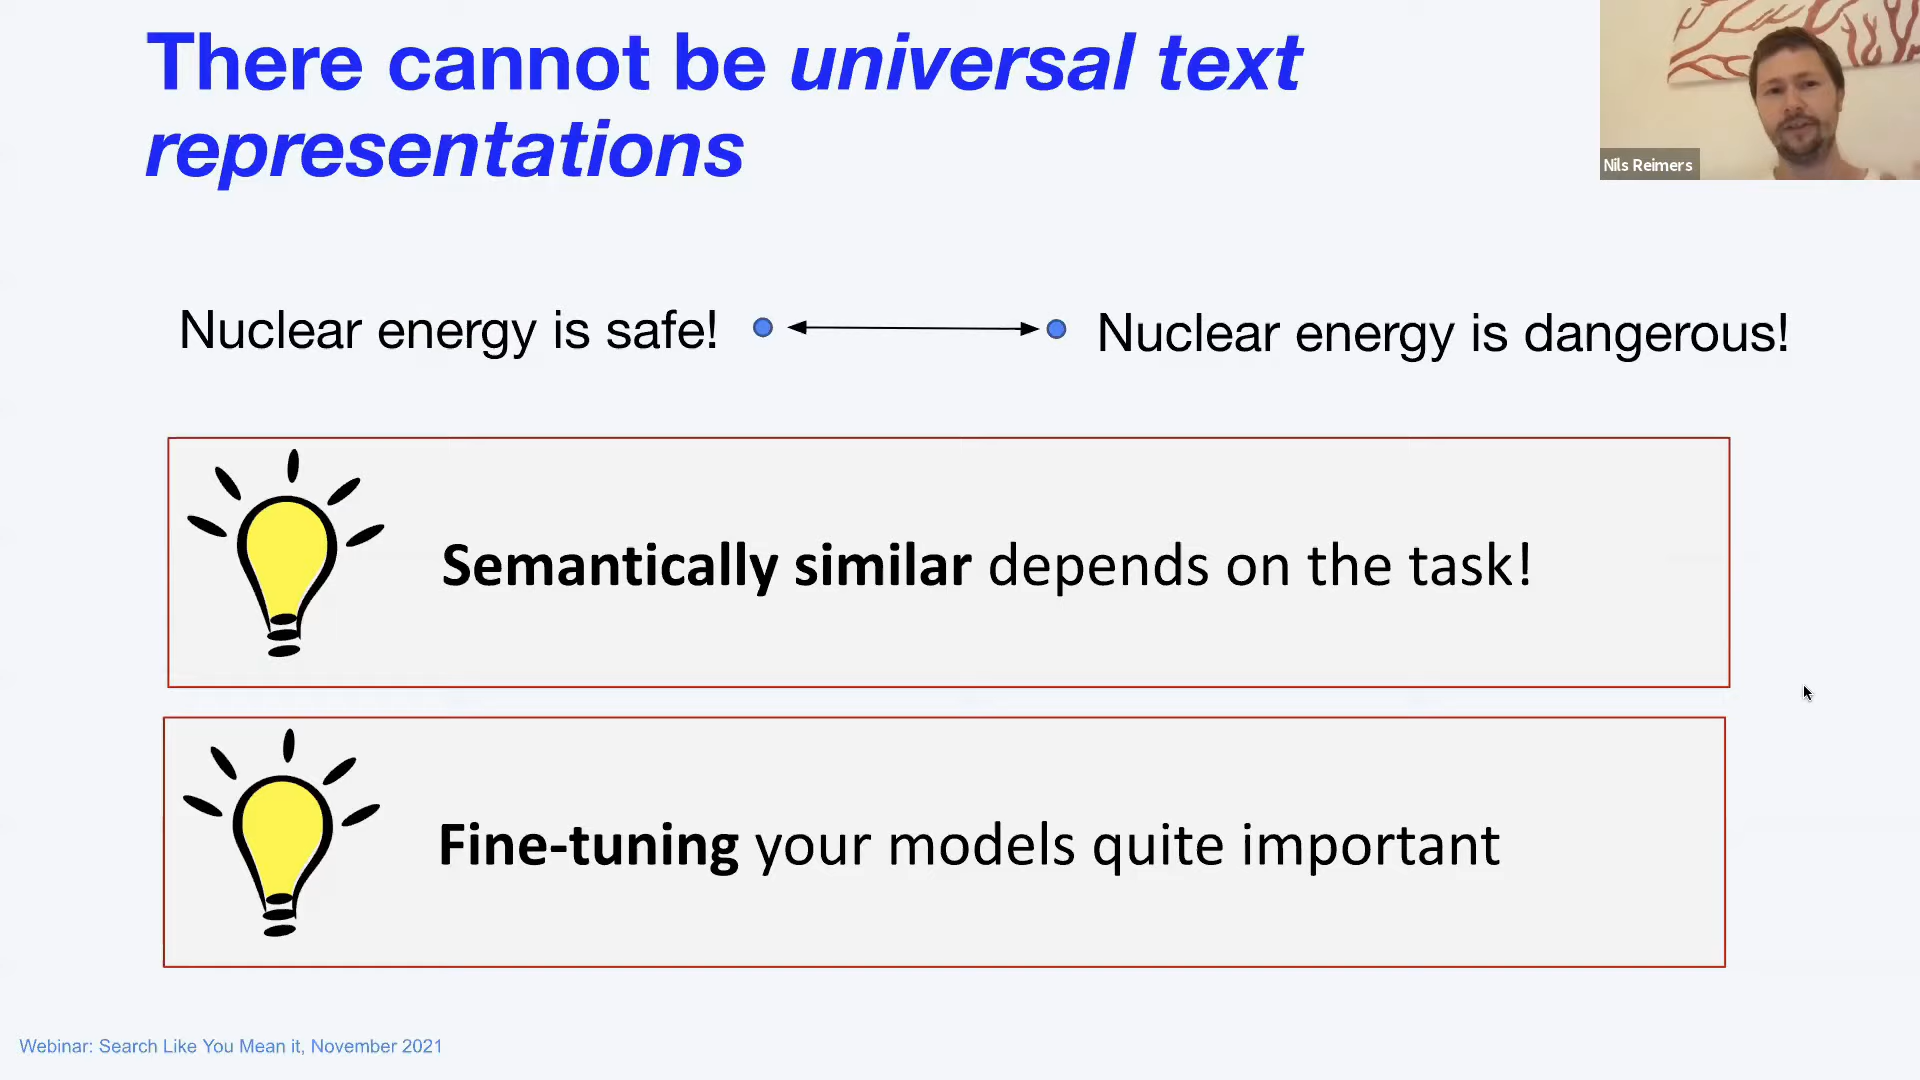 There cannot be universal text
representations
Nils Reimers
Nuclear energy is safe!
Nuclear energy is dangerous!
Semantically similar depends on the task!
Fine-tuning your models quite important
Webinar: Search Like You Mean it, November 2021